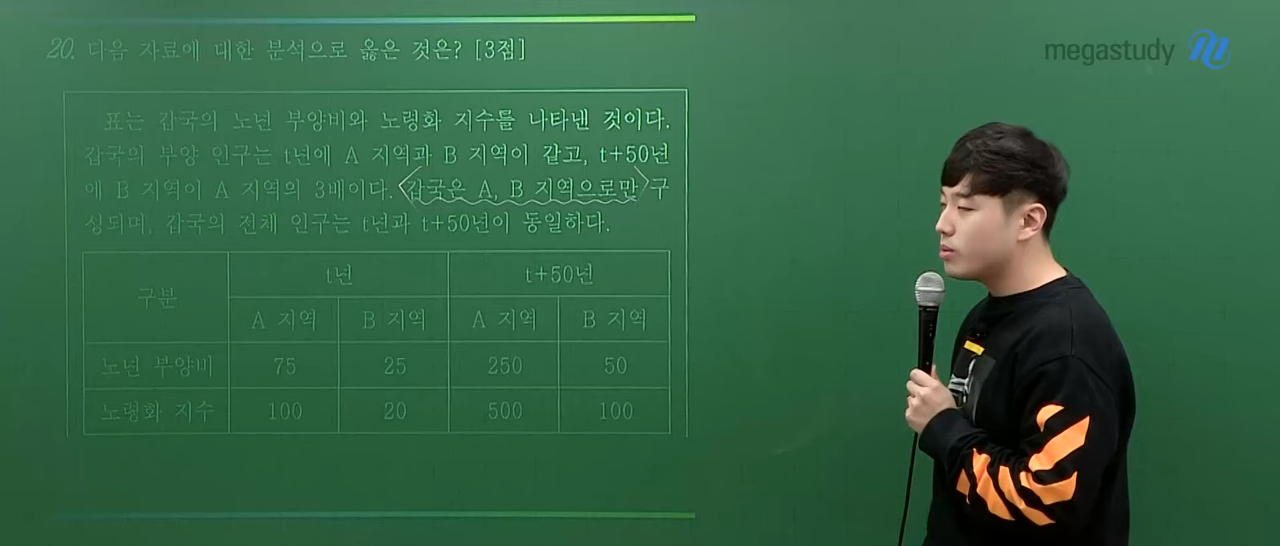 20. 다음 자료에 대한 분석으로 옳은 것은? [3점]
megastudy
표는 갑국의 노년 부양비와 노령화 지수를 나타낸 것이다.
갑국의 부양 인구는 t년에 A 지역과 B 지역이 같고, t+50년
에 B 지역이 A 지역의 3배이다. 갑국은 A, B 지역으로만 구
성되며, 갑국의 전체 인구는 t년과 t+50년이 동일하다.
구분 t년 t+50년
A 지역 B 지역 A 지역 B 지역
노년 부양비 75 25 250 50
노령화 지수 100 20 500 100